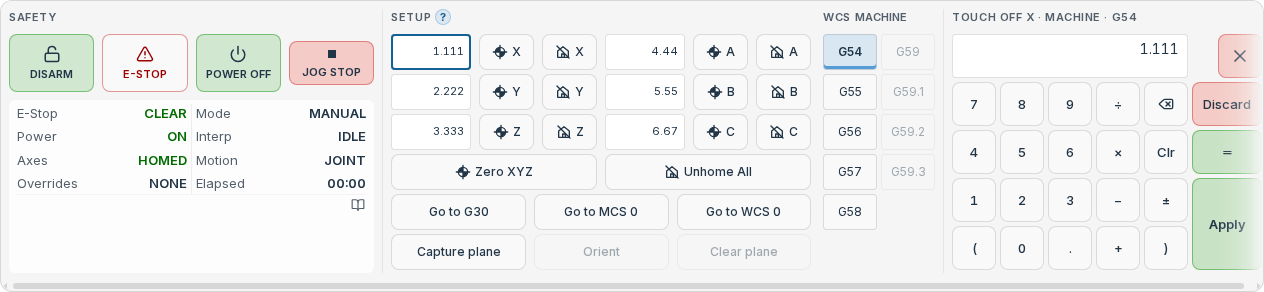 SAFETY
DISARM
E-STOP
POWER OFF
JOG STOP
E-Stop CLEAR Mode MANUAL
Power ON Interp IDLE
Axes HOMED Motion JOINT
Overrides NONE Elapsed 00:00
SETUP ?
1.111 X X 4.44 A A
2.222 Y Y 5.55 B B
3.333 Z Z 6.67 C C
Zero XYZ Unhome All
Go to G30 Go to MCS 0 Go to WCS 0
Capture plane Orient Clear plane
WCS MACHINE
G54 G59
G55 G59.1
G56 G59.2
G57 G59.3
G58
TOUCH OFF X · MACHINE · G54
1.111 ×
7 8 9 ÷ Discard
4 5 6 × Clr =
1 2 3 − ± Apply
( 0 . + )